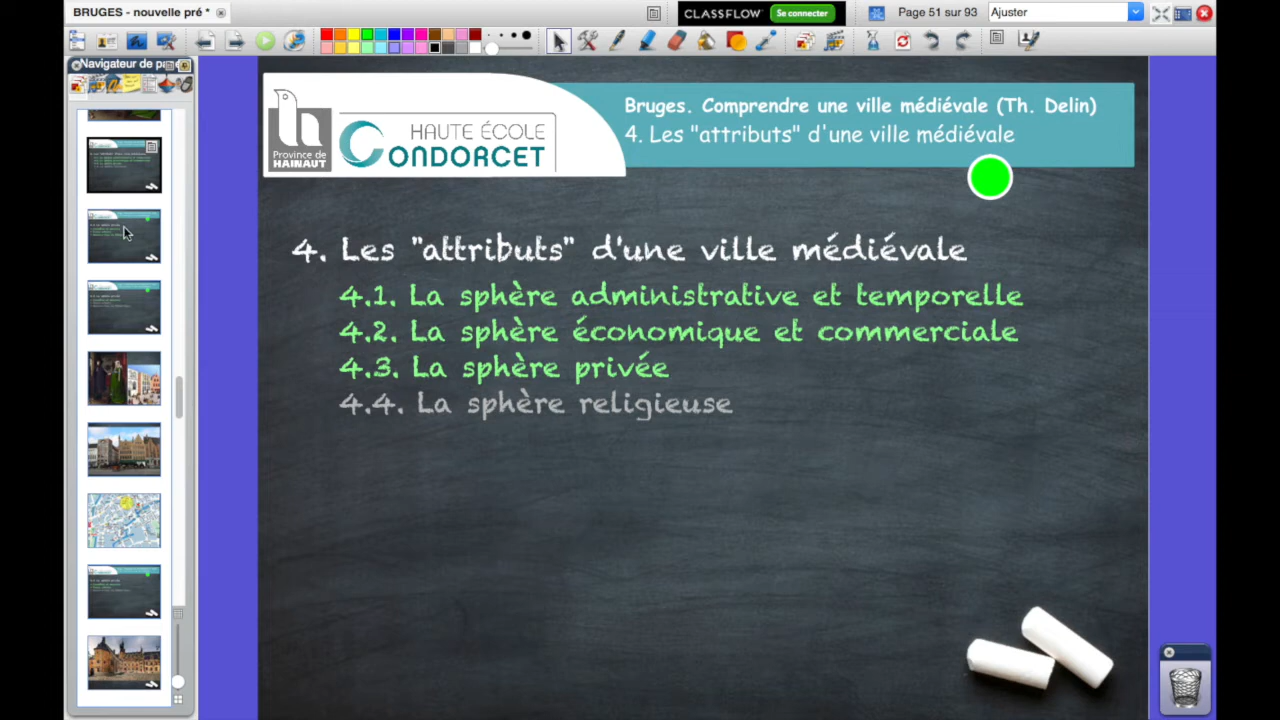 BRUGES - nouvelle pré *
CLASSFLOW
Se connecter
Page 51 sur 93
Ajuster
Navigateur de p
Province de
HAINAUT
HAUTE ÉCOLE
CONDORCET
Bruges. Comprendre une ville médiévale (Th. Delin)
4. Les "attributs" d'une ville médiévale
4. Les "attributs" d'une ville médiévale
4.1. La sphère administrative et temporelle
4.2. La sphère économique et commerciale
4.3. La sphère privée
4.4. La sphère religieuse